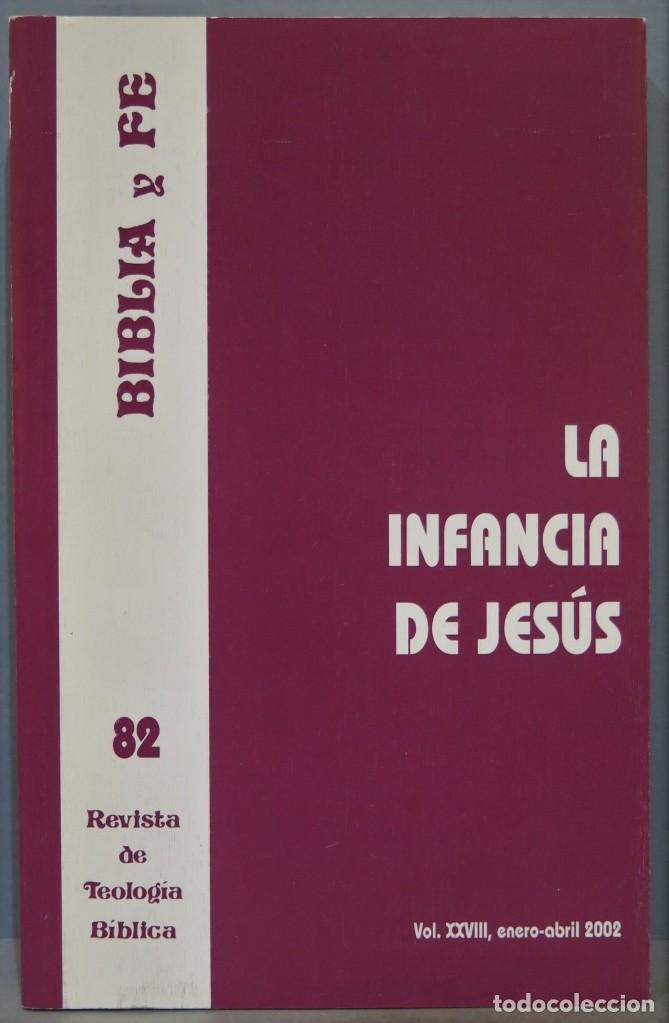 BIBLIA y FE
LA
INFANCIA
DE JESÚS
82
Revista
de
Teología
Bíblica
Vol. XXVIII, enero-abril 2002
todocoleccion